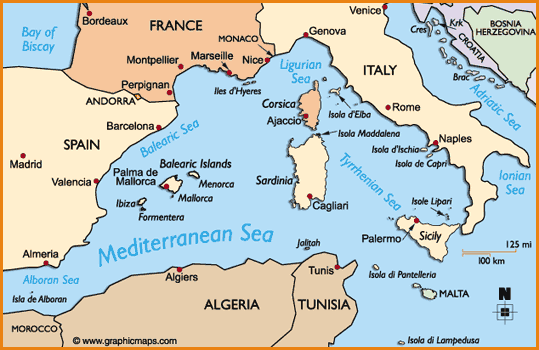 Bay of
Biscay
Bordeaux
FRANCE
MONACO
Venice
Genova
Cres
Krk
CROATIA
BOSNIA
HERZEGOVINA
Montpellier
Marseille
Nice
Ligurian
Sea
ITALY
Brac
Adriatic Sea
Perpignan
Iles d'Hyeres
ANDORRA
Corsica
Ajaccio
Isola d'Elba
Rome
Isola Maddalena
Barcelona
Balearic Sea
SPAIN
Madrid
Valencia
Balearic Islands
Palma de
Mallorca
Menorca
Mallorca
Ibiza
Formentera
Sardinia
Cagliari
Isola d'Ischia
Isola de Capri
Naples
Tyrrhenian Sea
Ionian
Sea
Isole Lipari
Mediterranean Sea
Palermo
Sicily
125 mi
100 km
Almeria
Alboran Sea
Isla de Alboran
Jalitah
Algiers
Tunis
Isola di Pantelleria
MALTA
N
ALGERIA
TUNISIA
MOROCCO
© www.graphicmaps.com
Isola di Lampedusa